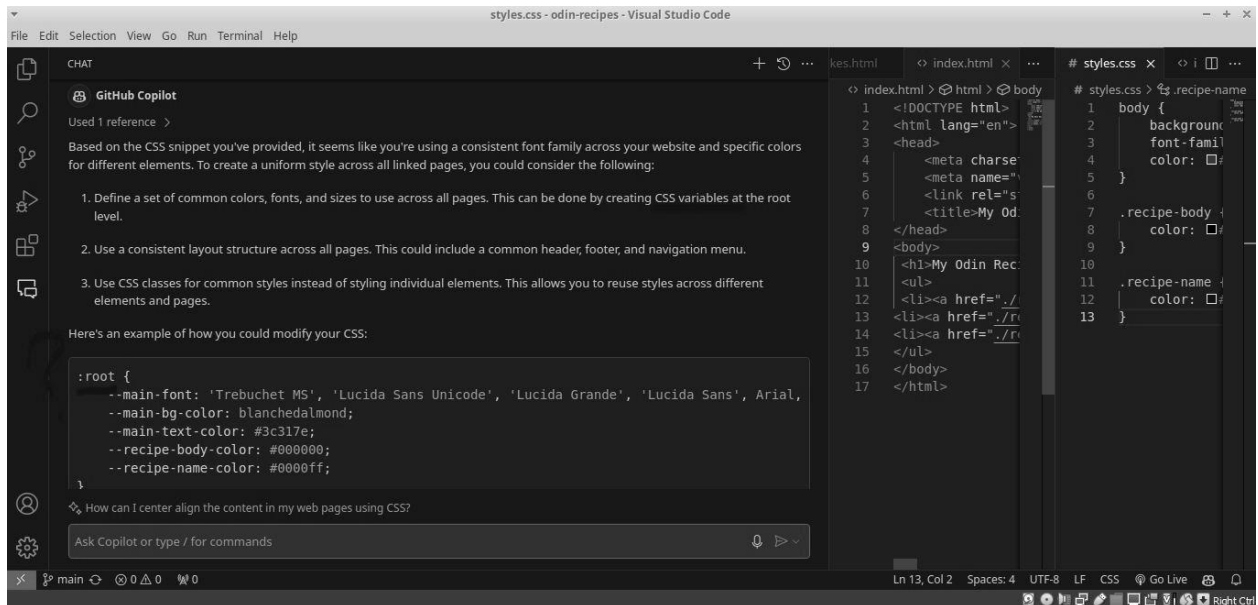 styles.css - odin-recipes - Visual Studio Code
File Edit Selection View Go Run Terminal Help
CHAT
GitHub Copilot
Used 1 reference
Based on the CSS snippet you've provided, it seems like you're using a consistent font family across your website and specific colors
for different elements. To create a uniform style across all linked pages, you could consider the following:
1. Define a set of common colors, fonts, and sizes to use across all pages. This can be done by creating CSS variables at the root
level.
2. Use a consistent layout structure across all pages. This could include a common header, footer, and navigation menu.
3. Use CSS classes for common styles instead of styling individual elements. This allows you to reuse styles across different
elements and pages.
Here's an example of how you could modify your CSS:
:root {
--main-font: 'Trebuchet MS', 'Lucida Sans Unicode', 'Lucida Grande', 'Lucida Sans', Arial,
--main-bg-color: blanchedalmond;
--main-text-color: #3c317e;
--recipe-body-color: #000000;
--recipe-name-color: #0000ff;
}
How can I center align the content in my web pages using CSS?
Ask Copilot or type / for commands
kes.html index.html
index.html > html > body
1 <!DOCTYPE html>
2 <html lang="en">
3 <head>
4 <meta charset
5 <meta name="
6 <link rel="s
7 <title>My Od
8 </head>
9 <body>
10 <h1>My Odin Rec
11 <ul>
12 <li><a href="./
13 <li><a href="./r
14 <li><a href="./r
15 </ul>
16 </body>
17 </html>
# styles.css i
# styles.css > .recipe-name
1 body {
2 background
3 font-famil
4 color: #
5 }
6
7 .recipe-body {
8 color: #
9 }
10
11 .recipe-name {
12 color: #
13 }
main 0 0 0 Ln 13, Col 2 Spaces: 4 UTF-8 LF CSS Go Live
Right Ctrl